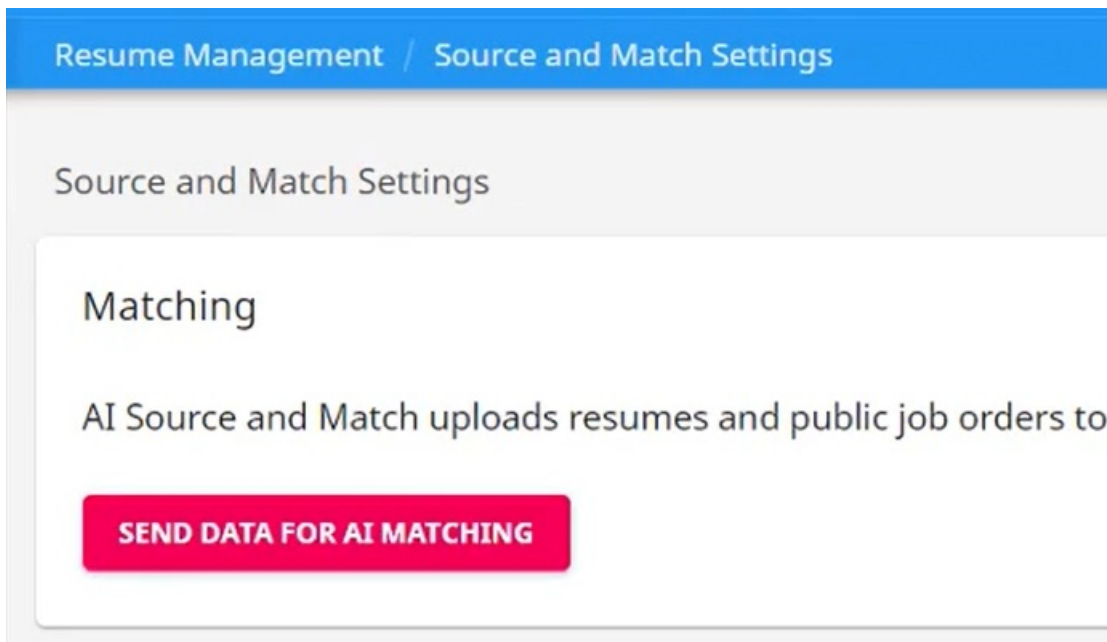 Resume Management / Source and Match Settings
Source and Match Settings
Matching
AI Source and Match uploads resumes and public job orders to
SEND DATA FOR AI MATCHING